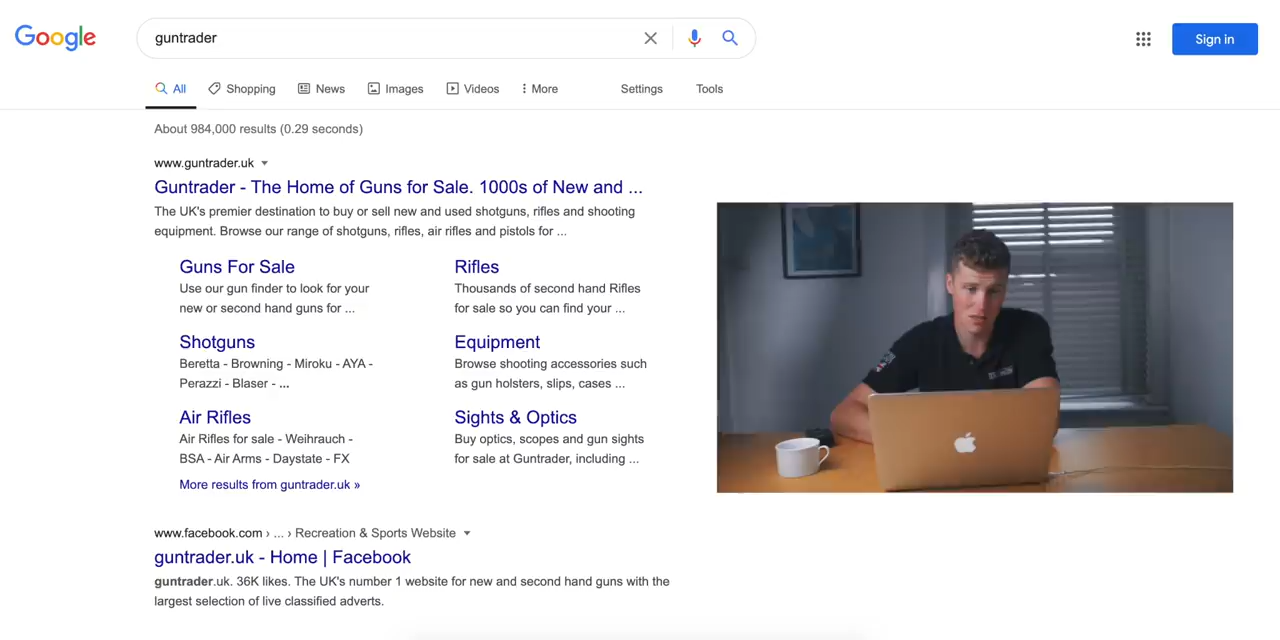 Google
guntrader
Sign in
All Shopping News Images Videos More Settings Tools
About 984,000 results (0.29 seconds)
www.guntrader.uk
Guntrader - The Home of Guns for Sale. 1000s of New and ...
The UK's premier destination to buy or sell new and used shotguns, rifles and shooting
equipment. Browse our range of shotguns, rifles, air rifles and pistols for ...
Guns For Sale
Use our gun finder to look for your
new or second hand guns for ...
Rifles
Thousands of second hand Rifles
for sale so you can find your ...
Shotguns
Beretta - Browning - Miroku - AYA -
Perazzi - Blaser - ...
Equipment
Browse shooting accessories such
as gun holsters, slips, cases ...
Air Rifles
Air Rifles for sale - Weihrauch -
BSA - Air Arms - Daystate - FX
Sights & Optics
Buy optics, scopes and gun sights
for sale at Guntrader, including ...
More results from guntrader.uk »
www.facebook.com › ... › Recreation & Sports Website
guntrader.uk - Home | Facebook
guntrader.uk. 36K likes. The UK's number 1 website for new and second hand guns with the
largest selection of live classified adverts.